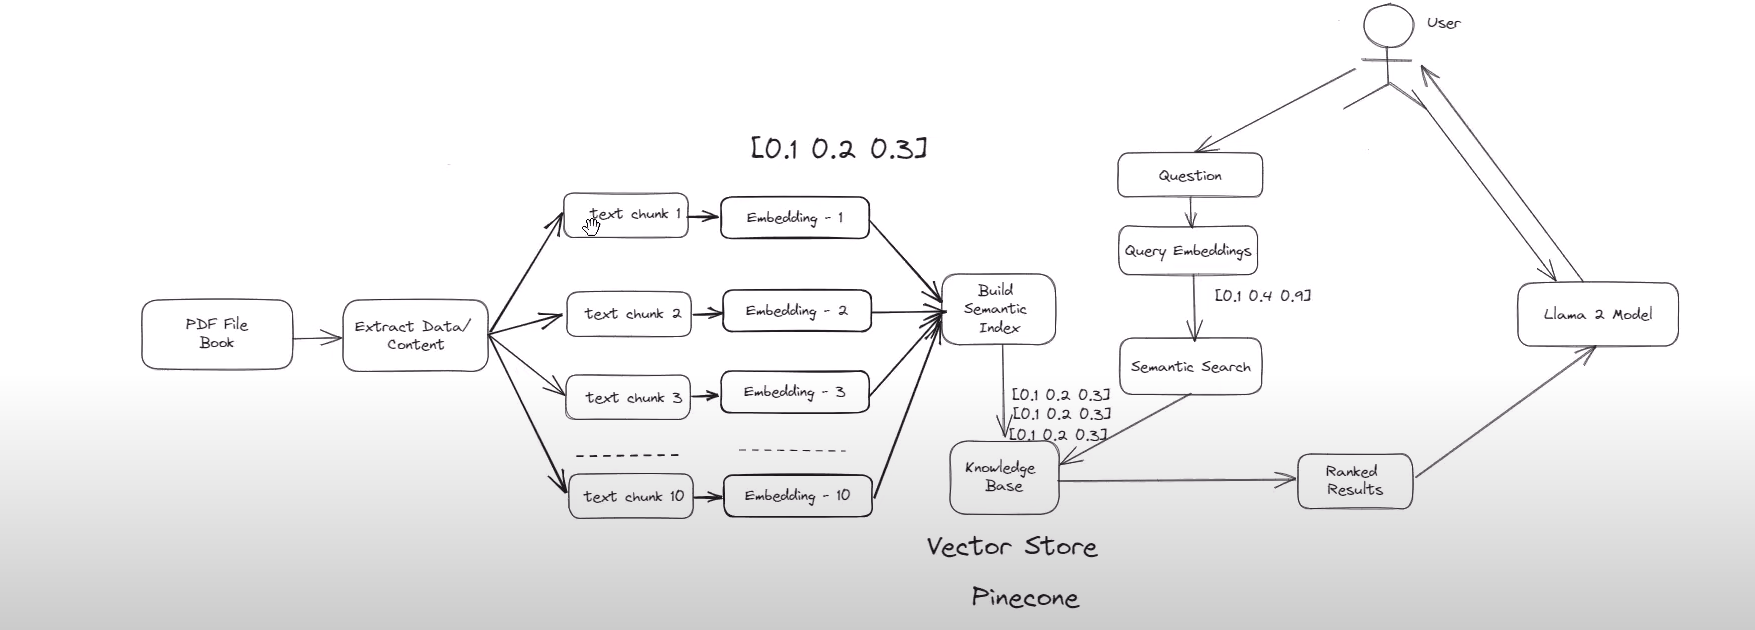 User
[0.1 0.2 0.3]
Question
text chunk 1
Embedding - 1
Query Embeddings
[0.1 0.4 0.9]
Build
Semantic
Index
text chunk 2
Embedding - 2
Llama 2 Model
PDF File
Book
Extract Data/
Content
Semantic Search
text chunk 3
Embedding - 3
[0.1 0.2 0.3]
[0.1 0.2 0.3]
[0.1 0.2 0.3]
Knowledge
Base
Ranked
Results
text chunk 10
Embedding - 10
Vector Store
Pinecone